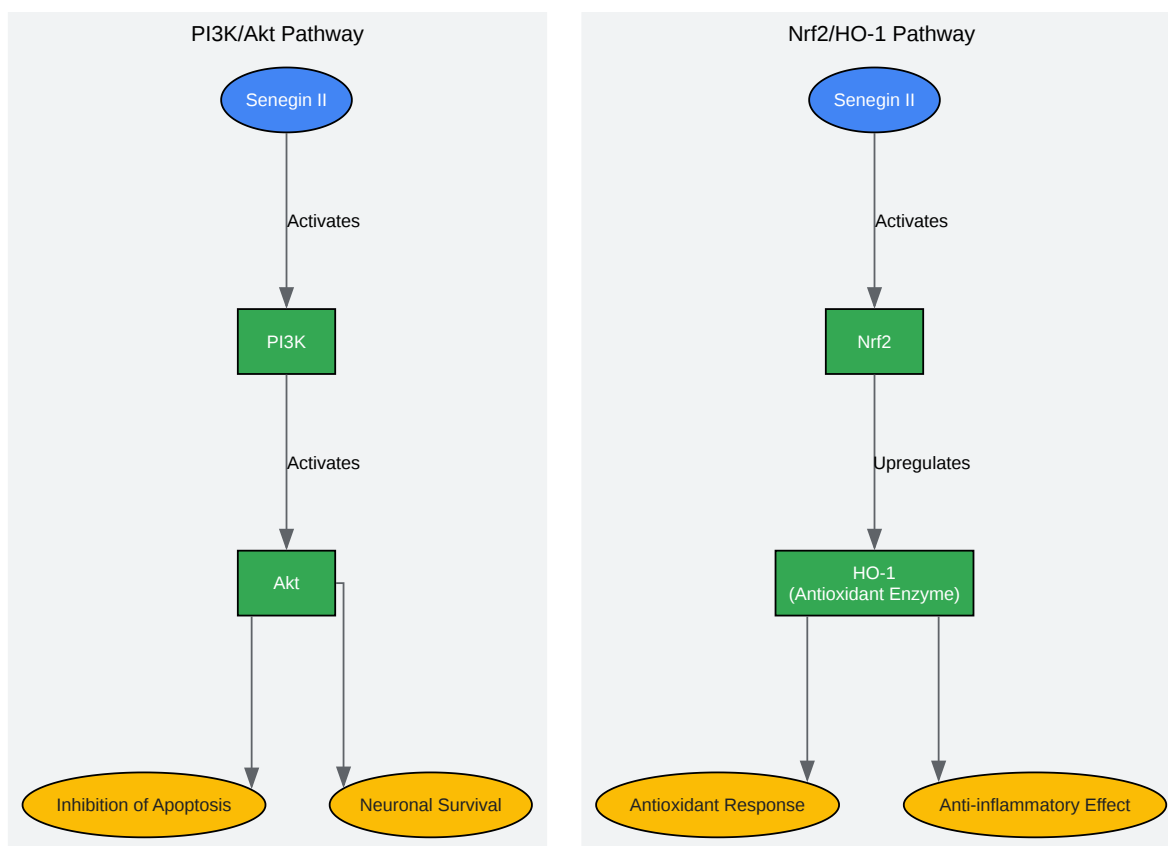 PI3K/Akt Pathway
Senegin II
Activates
PI3K
Activates
Akt
Inhibition of Apoptosis
Neuronal Survival
Nrf2/HO-1 Pathway
Senegin II
Activates
Nrf2
Upregulates
HO-1
(Antioxidant Enzyme)
Antioxidant Response
Anti-inflammatory Effect